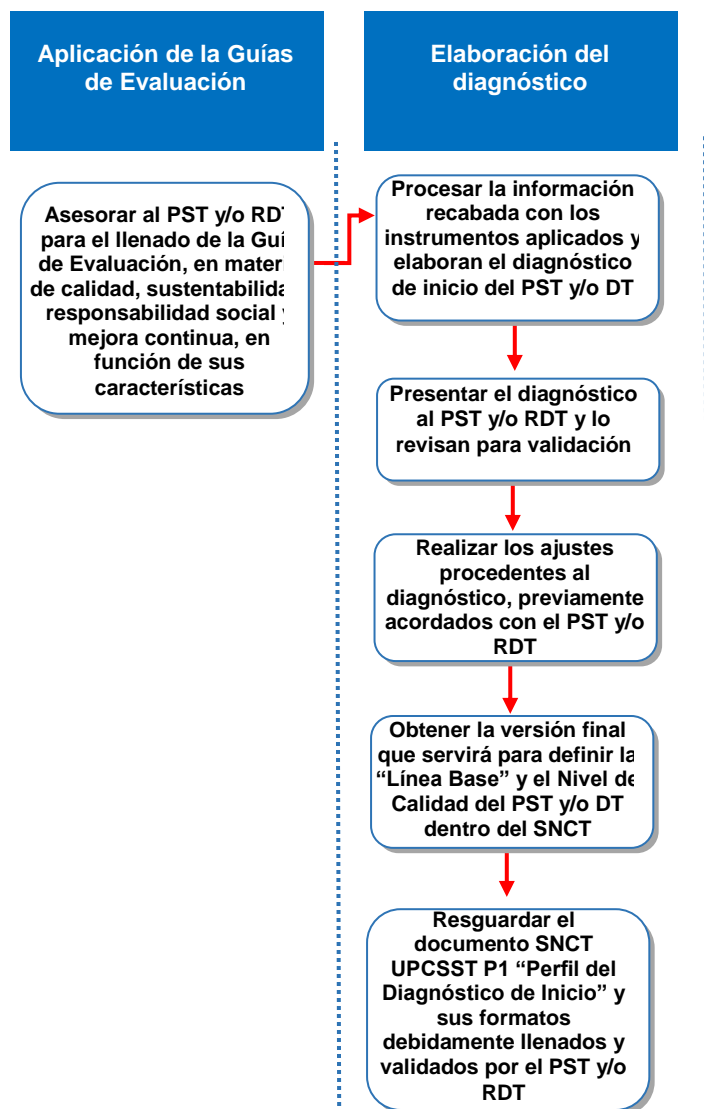 Aplicación de la Guías
de Evaluación
Elaboración del
diagnóstico
Asesorar al PST y/o RDT
para el llenado de la Guí
de Evaluación, en materi
de calidad, sustentabilida
responsabilidad social y
mejora continua, en
función de sus
características
Procesar la información
recabada con los
instrumentos aplicados y
elaboran el diagnóstico
de inicio del PST y/o DT
Presentar el diagnóstico
al PST y/o RDT y lo
revisan para validación
Realizar los ajustes
procedentes al
diagnóstico, previamente
acordados con el PST y/o
RDT
Obtener la versión final
que servirá para definir la
“Línea Base” y el Nivel de
Calidad del PST y/o DT
dentro del SNCT
Resguardar el
documento SNCT
UPCSST P1 “Perfil del
Diagnóstico de Inicio” y
sus formatos
debidamente llenados y
validados por el PST y/o
RDT